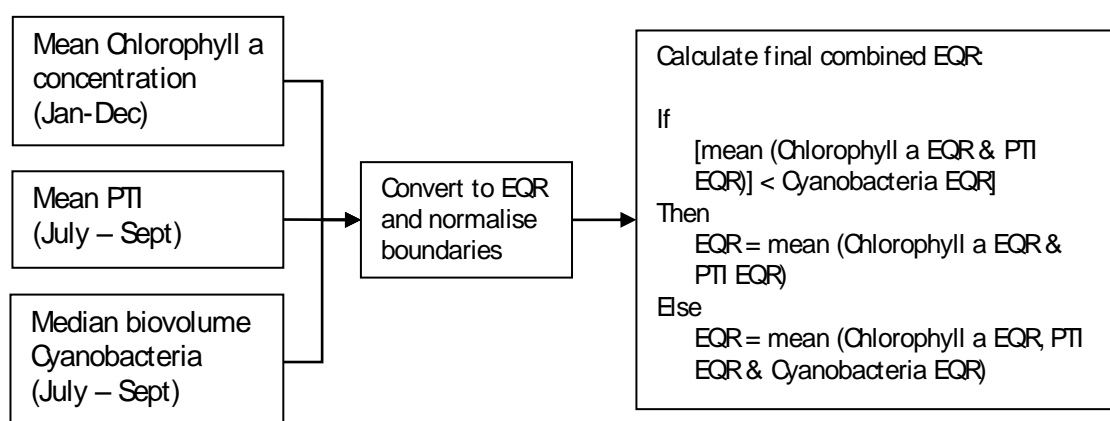 Mean Chlorophyll a
concentration
(Jan-Dec)
Mean PTI
(July – Sept)
Median biovolume
Cyanobacteria
(July – Sept)
Convert to EQR
and normalise
boundaries
Calculate final combined EQR:
If
[mean (Chlorophyll a EQR & PTI
EQR)] < Cyanobacteria EQR]
Then
EQR = mean (Chlorophyll a EQR &
PTI EQR)
Else
EQR = mean (Chlorophyll a EQR, PTI
EQR & Cyanobacteria EQR)